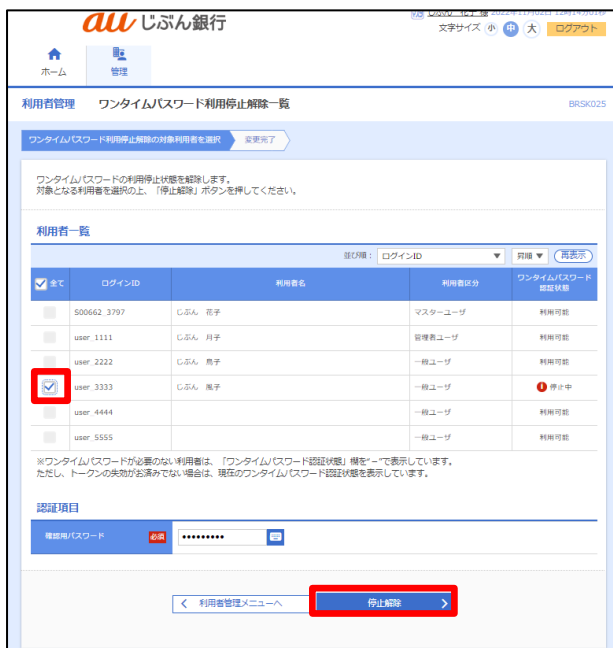 au じぶん銀行
じぶん 花子 様 2022年11月02日 12時14分01秒
文字サイズ 小 中 大 ログアウト
ホーム 管理
利用者管理 ワンタイムパスワード利用停止解除一覧 BRSK025
ワンタイムパスワード利用停止解除の対象利用者を選択 変更完了
ワンタイムパスワードの利用停止状態を解除します。
対象となる利用者を選択の上、「停止解除」ボタンを押してください。
利用者一覧
並び順: ログインID ▼ 昇順 ▼ 再表示
全て ログインID 利用者名 利用者区分 ワンタイムパスワード
認証状態
S00662_3797 じぶん 花子 マスターユーザ 利用可能
user_1111 じぶん 月子 管理者ユーザ 利用可能
user_2222 じぶん 鳥子 一般ユーザ 利用可能
user_3333 じぶん 風子 一般ユーザ 停止中
user_4444 一般ユーザ 利用可能
user_5555 一般ユーザ 利用可能
※ワンタイムパスワードが必要のない利用者は、「ワンタイムパスワード認証状態」欄を"−"で表示しています。
ただし、トークンの失効がお済みでない場合は、現在のワンタイムパスワード認証状態を表示しています。
認証項目
確認用パスワード 必須 •••••••••
利用者管理メニューへ 停止解除